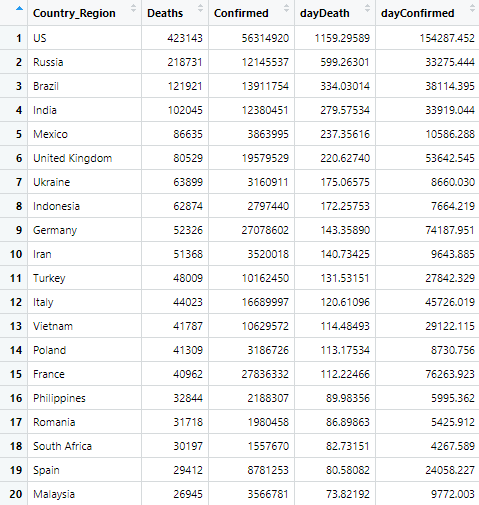 Country_Region Deaths Confirmed dayDeath dayConfirmed
1 US 423143 56314920 1159.29589 154287.452
2 Russia 218731 12145537 599.26301 33275.444
3 Brazil 121921 13911754 334.03014 38114.395
4 India 102045 12380451 279.57534 33919.044
5 Mexico 86635 3863995 237.35616 10586.288
6 United Kingdom 80529 19579529 220.62740 53642.545
7 Ukraine 63899 3160911 175.06575 8660.030
8 Indonesia 62874 2797440 172.25753 7664.219
9 Germany 52326 27078602 143.35890 74187.951
10 Iran 51368 3520018 140.73425 9643.885
11 Turkey 48009 10162450 131.53151 27842.329
12 Italy 44023 16689997 120.61096 45726.019
13 Vietnam 41787 10629572 114.48493 29122.115
14 Poland 41309 3186726 113.17534 8730.756
15 France 40962 27836332 112.22466 76263.923
16 Philippines 32844 2188307 89.98356 5995.362
17 Romania 31718 1980458 86.89863 5425.912
18 South Africa 30197 1557670 82.73151 4267.589
19 Spain 29412 8781253 80.58082 24058.227
20 Malaysia 26945 3566781 73.82192 9772.003